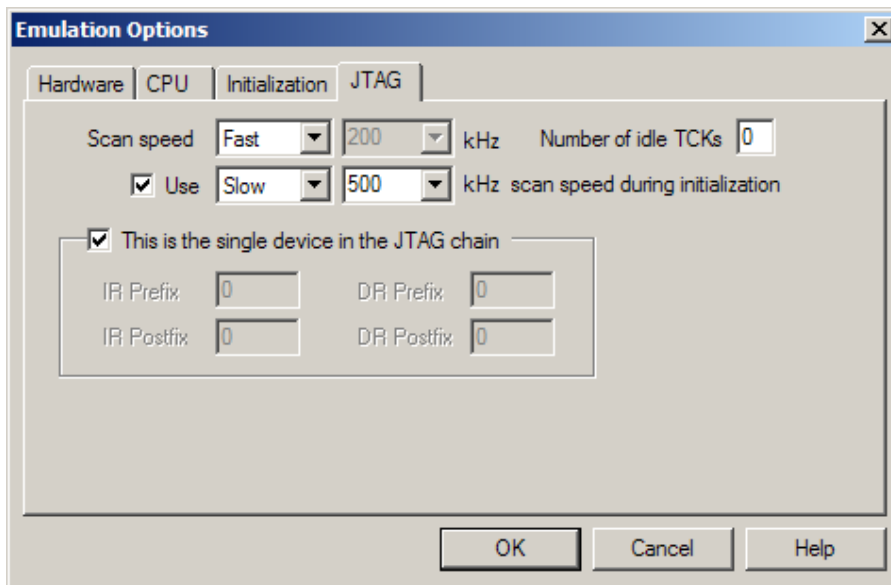 Emulation Options
Hardware CPU Initialization JTAG
Scan speed Fast 200 kHz Number of idle TCKs 0
Use Slow 500 kHz scan speed during initialization
This is the single device in the JTAG chain
IR Prefix 0 DR Prefix 0
IR Postfix 0 DR Postfix 0
OK Cancel Help